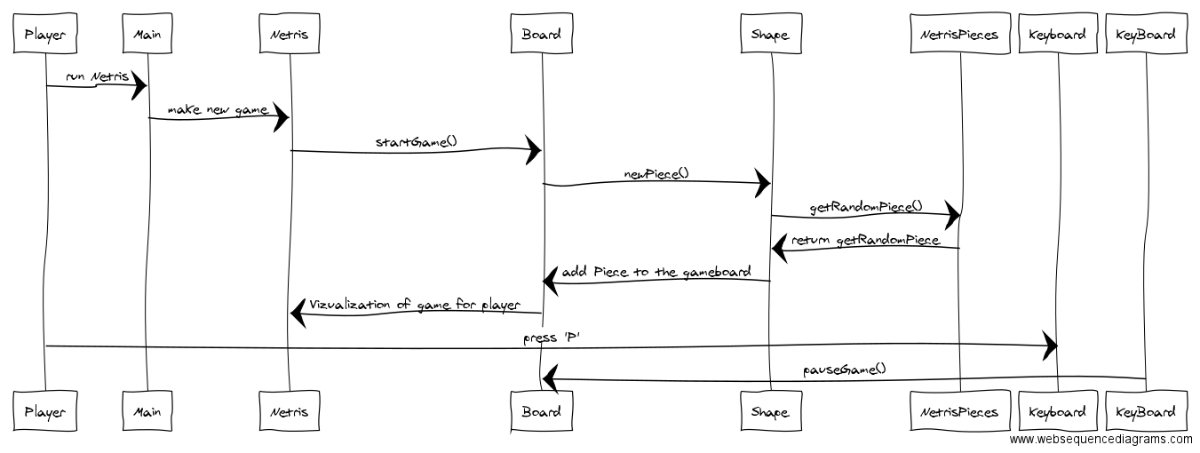 Player Main Netris Board Shape NetrisPieces Keyboard KeyBoard
run Netris
make new game
startGame()
newPiece()
getRandomPiece()
return getRandomPiece
add Piece to the gameboard
Vizualization of game for player
press 'P'
pauseGame()
Player Main Netris Board Shape NetrisPieces Keyboard KeyBoard
www.websequencediagrams.com